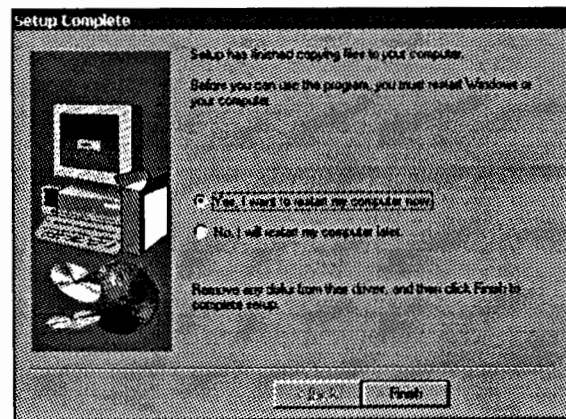 Setup Complete
Setup has finished copying files to your computer.
Before you can use the program, you must restart Windows or
your computer.
Yes, I want to restart my computer now.
No, I will restart my computer later.
Remove any disks from their drives, and then click Finish to
complete setup.
< Back
Finish